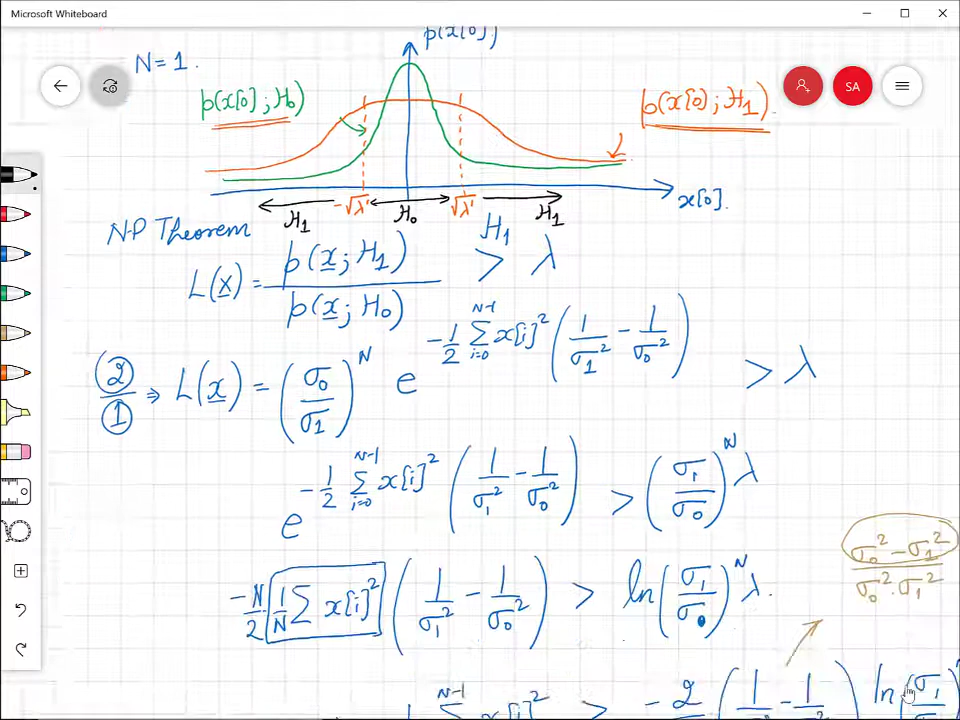 Microsoft Whiteboard
p(x[0])
N=1.
SA
p(x[0]; H₀)
p(x[0]; H₁).
-√λ' √λ' x[0].
H₁ H₀ H₁
N-P Theorem
L(x) = p(x; H₁) / p(x; H₀) > λ
H₁
②/① ⇒ L(x) = (σ₀/σ₁)^N e^{-1/2 Σ_{i=0}^{N-1} x[i]² (1/σ₁² - 1/σ₀²)} > λ
e^{-1/2 Σ_{i=0}^{N-1} x[i]² (1/σ₁² - 1/σ₀²)} > (σ₁/σ₀)^N λ
(σ₀² - σ₁²) / (σ₀².σ₁²)
-N/2 [1/N Σ x[i]²] (1/σ₁² - 1/σ₀²) > ln(σ₁/σ₀)^N λ.